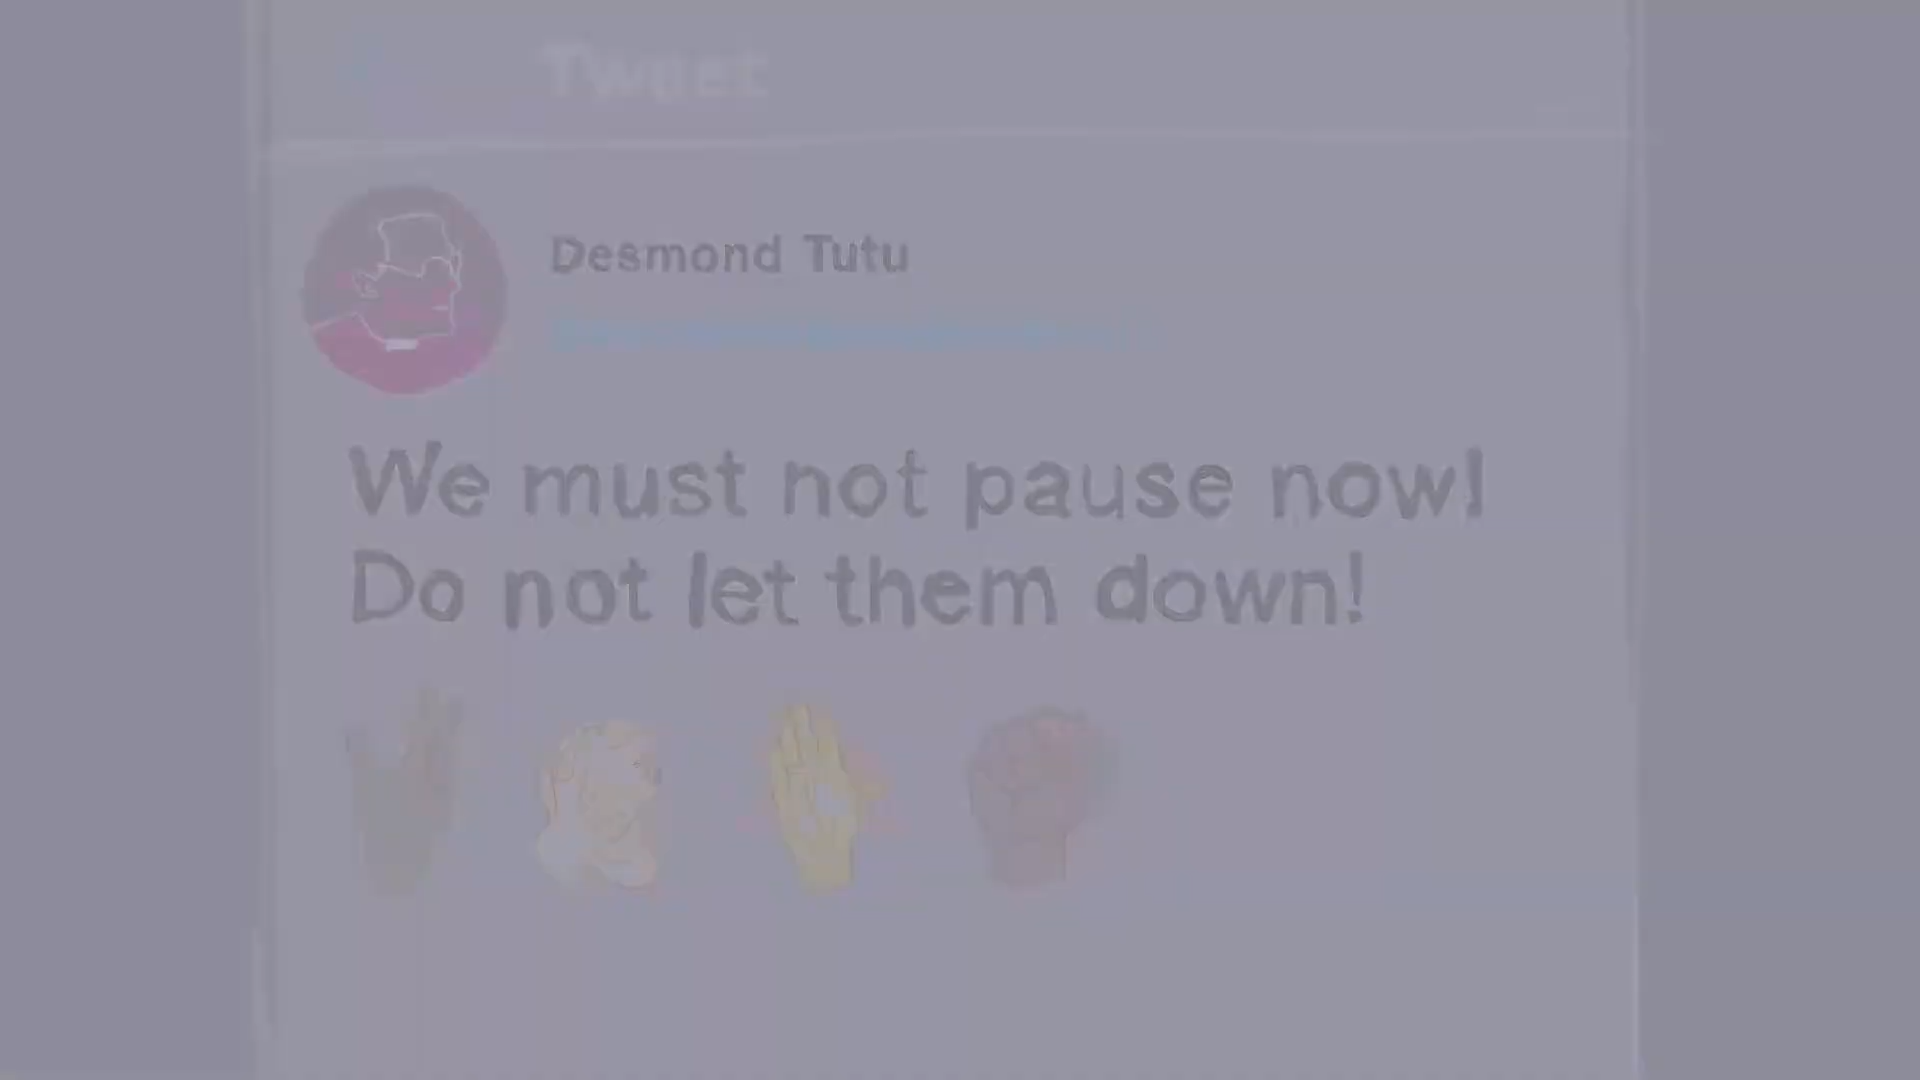 Tweet
Desmond Tutu
We must not pause now!
Do not let them down!